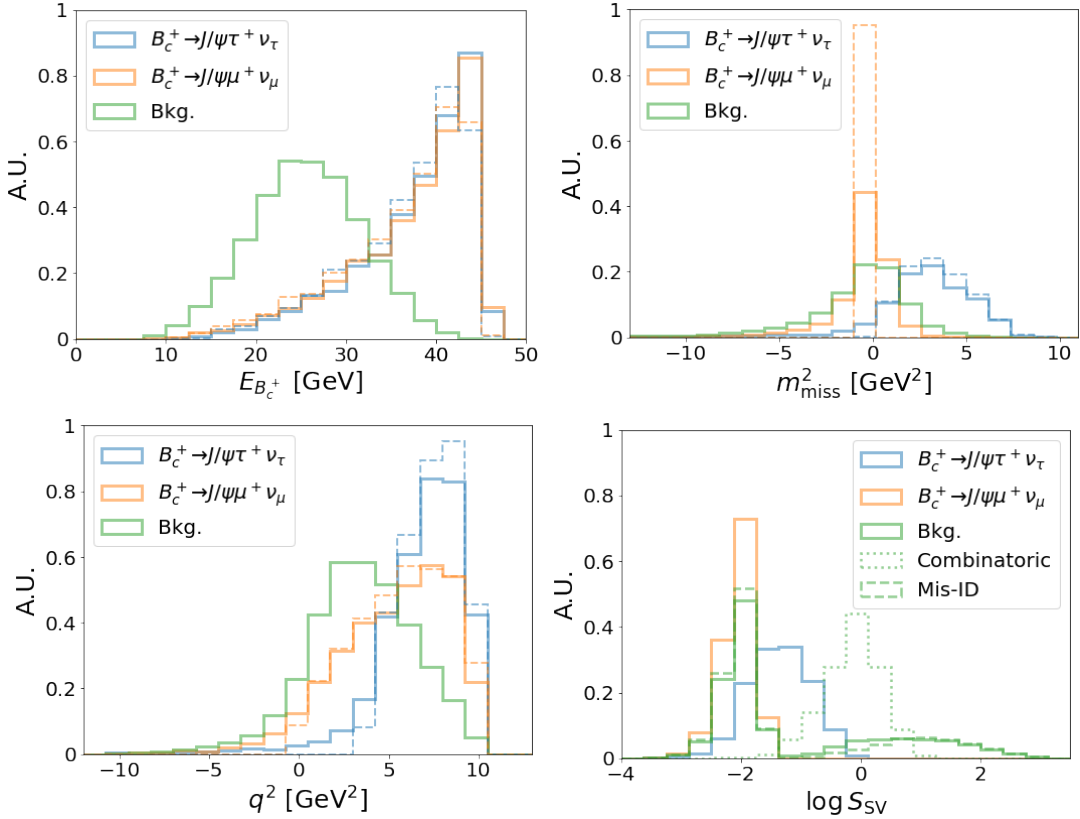 1
0.8
0.6
0.4
0.2
0
A.U.
B_c^+→J/ψτ^+ν_τ
B_c^+→J/ψμ^+ν_μ
Bkg.
0 10 20 30 40 50
E_{B_c^+} [GeV]
1
0.8
0.6
0.4
0.2
0
A.U.
B_c^+→J/ψτ^+ν_τ
B_c^+→J/ψμ^+ν_μ
Bkg.
−10 −5 0 5 10
m^2_miss [GeV^2]
1
0.8
0.6
0.4
0.2
0
A.U.
B_c^+→J/ψτ^+ν_τ
B_c^+→J/ψμ^+ν_μ
Bkg.
−10 −5 0 5 10
q^2 [GeV^2]
1
0.8
0.6
0.4
0.2
0
A.U.
B_c^+→J/ψτ^+ν_τ
B_c^+→J/ψμ^+ν_μ
Bkg.
Combinatoric
Mis-ID
−4 −2 0 2
log S_SV